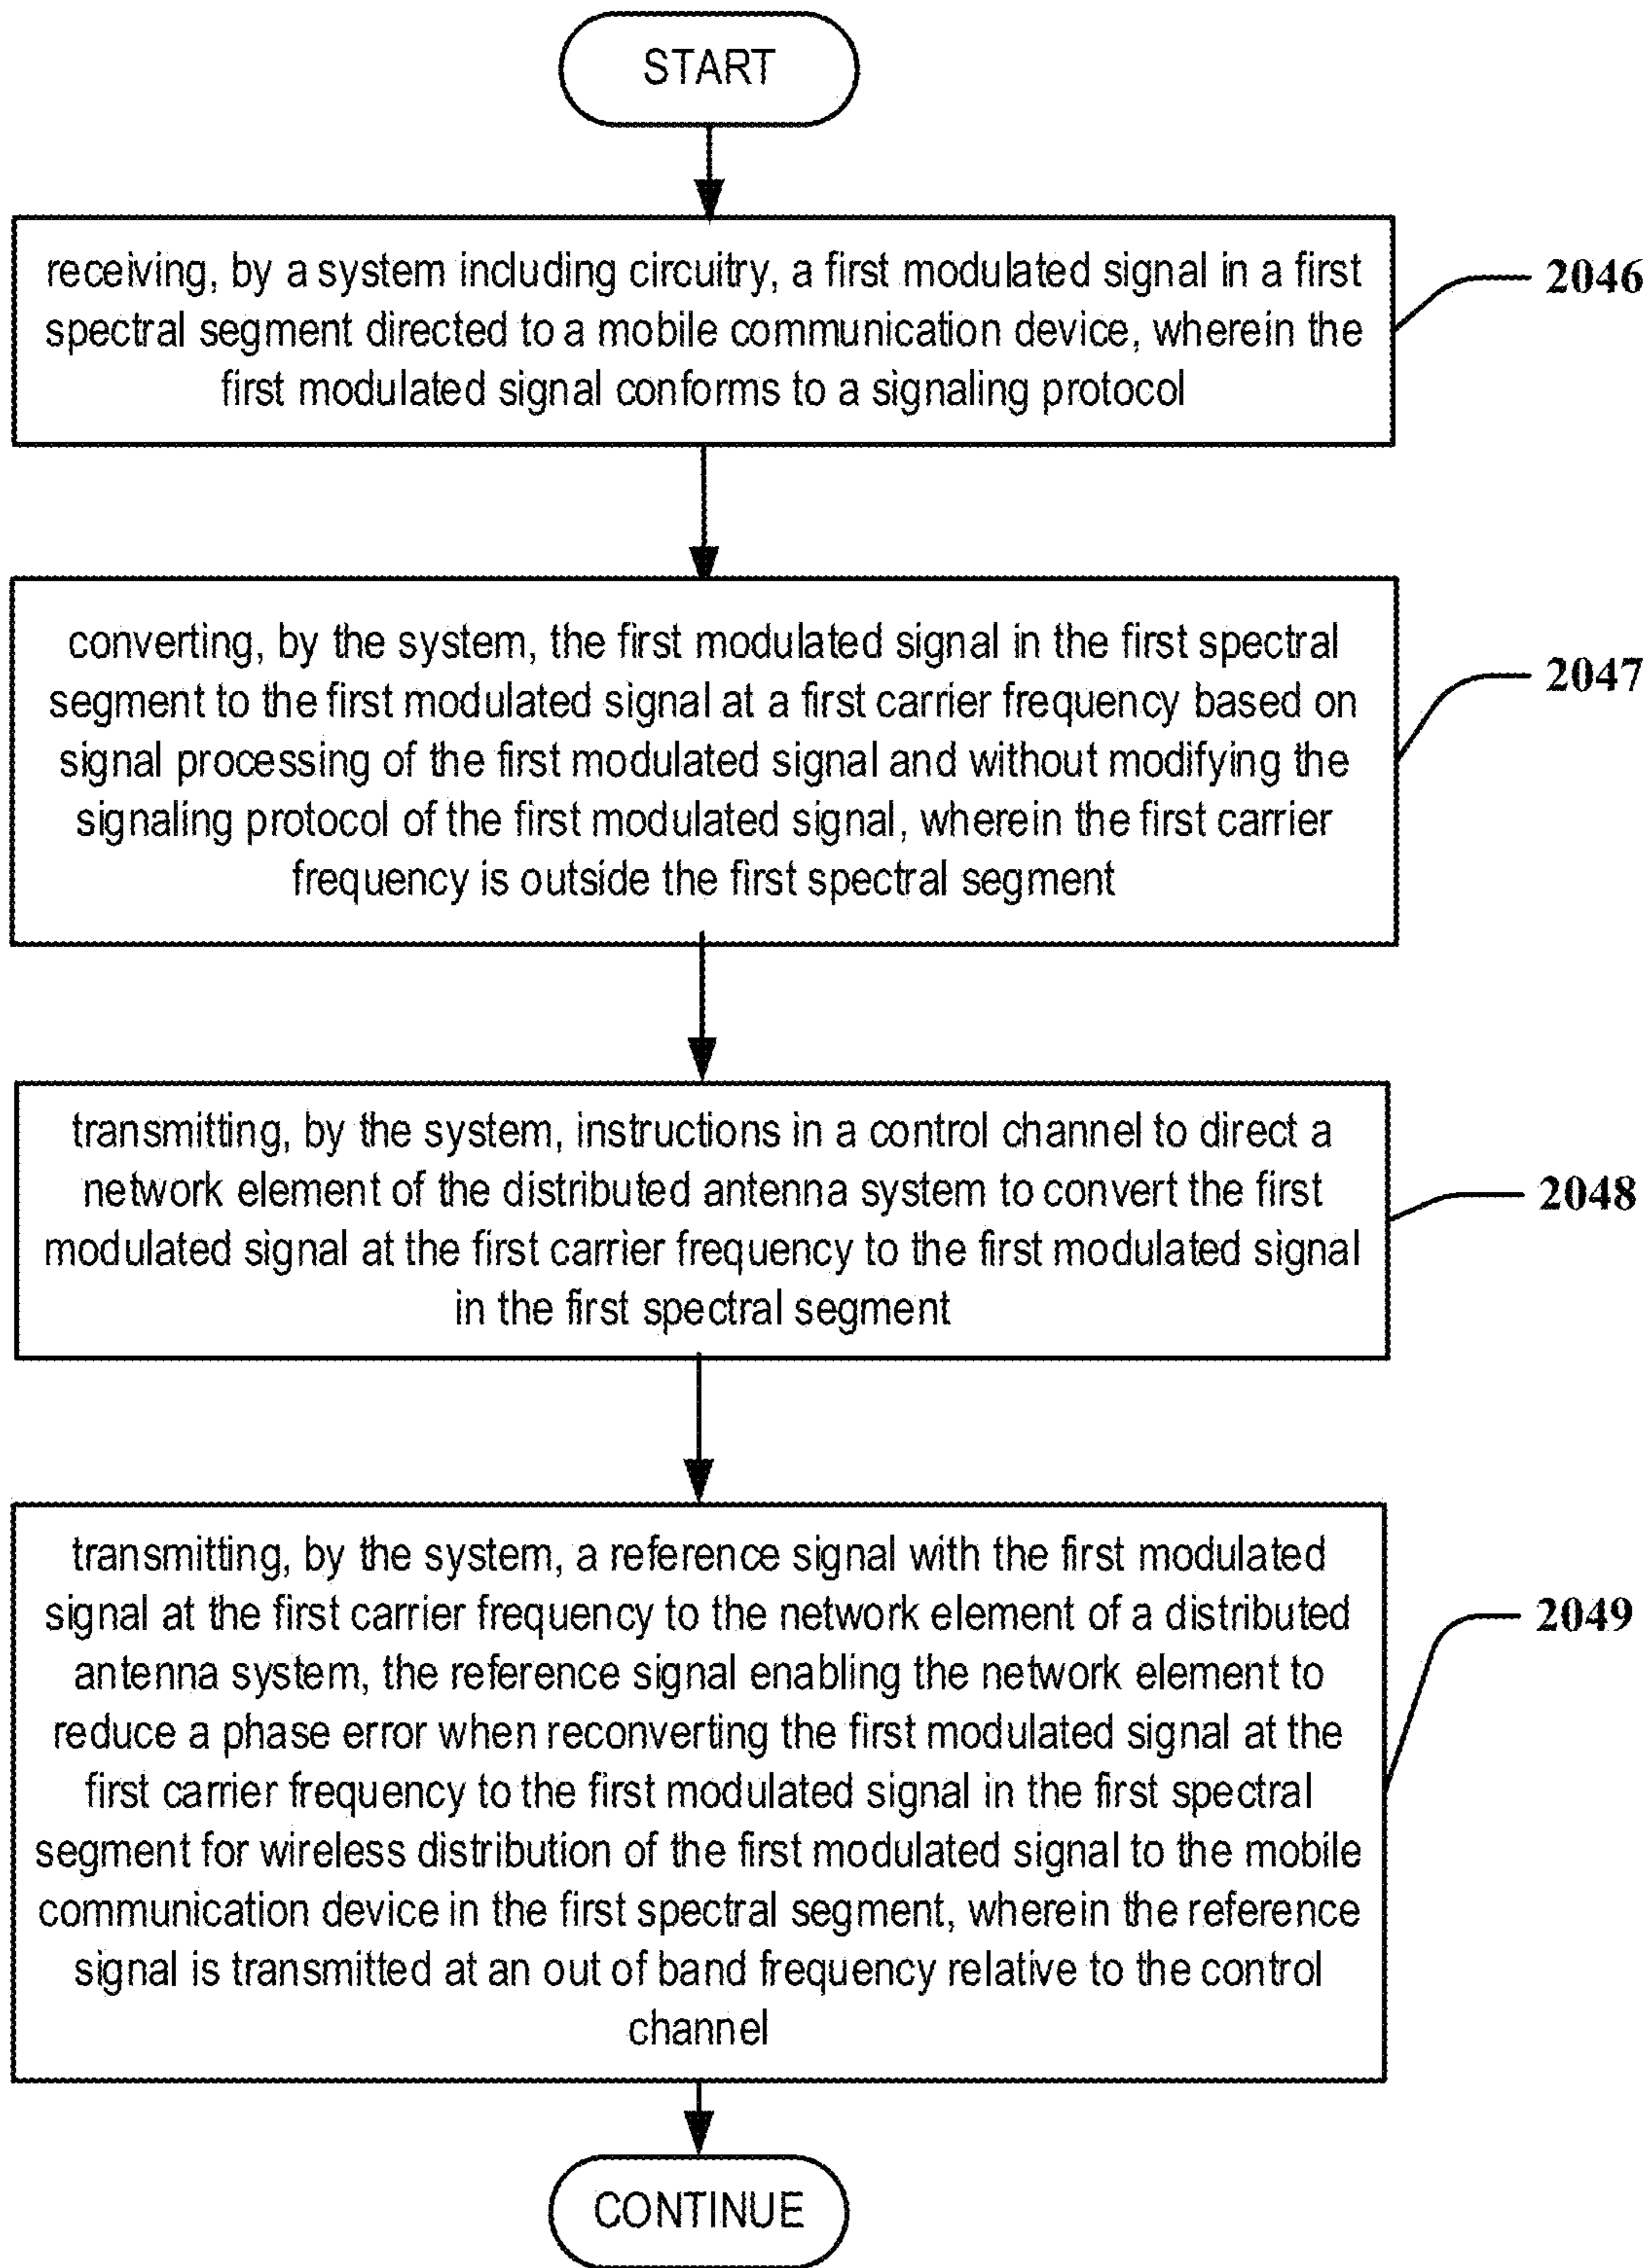 START
receiving, by a system including circuitry, a first modulated signal in a first
spectral segment directed to a mobile communication device, wherein the
first modulated signal conforms to a signaling protocol
2046
converting, by the system, the first modulated signal in the first spectral
segment to the first modulated signal at a first carrier frequency based on
signal processing of the first modulated signal and without modifying the
signaling protocol of the first modulated signal, wherein the first carrier
frequency is outside the first spectral segment
2047
transmitting, by the system, instructions in a control channel to direct a
network element of the distributed antenna system to convert the first
modulated signal at the first carrier frequency to the first modulated signal
in the first spectral segment
2048
transmitting, by the system, a reference signal with the first modulated
signal at the first carrier frequency to the network element of a distributed
antenna system, the reference signal enabling the network element to
reduce a phase error when reconverting the first modulated signal at the
first carrier frequency to the first modulated signal in the first spectral
segment for wireless distribution of the first modulated signal to the mobile
communication device in the first spectral segment, wherein the reference
signal is transmitted at an out of band frequency relative to the control
channel
2049
CONTINUE